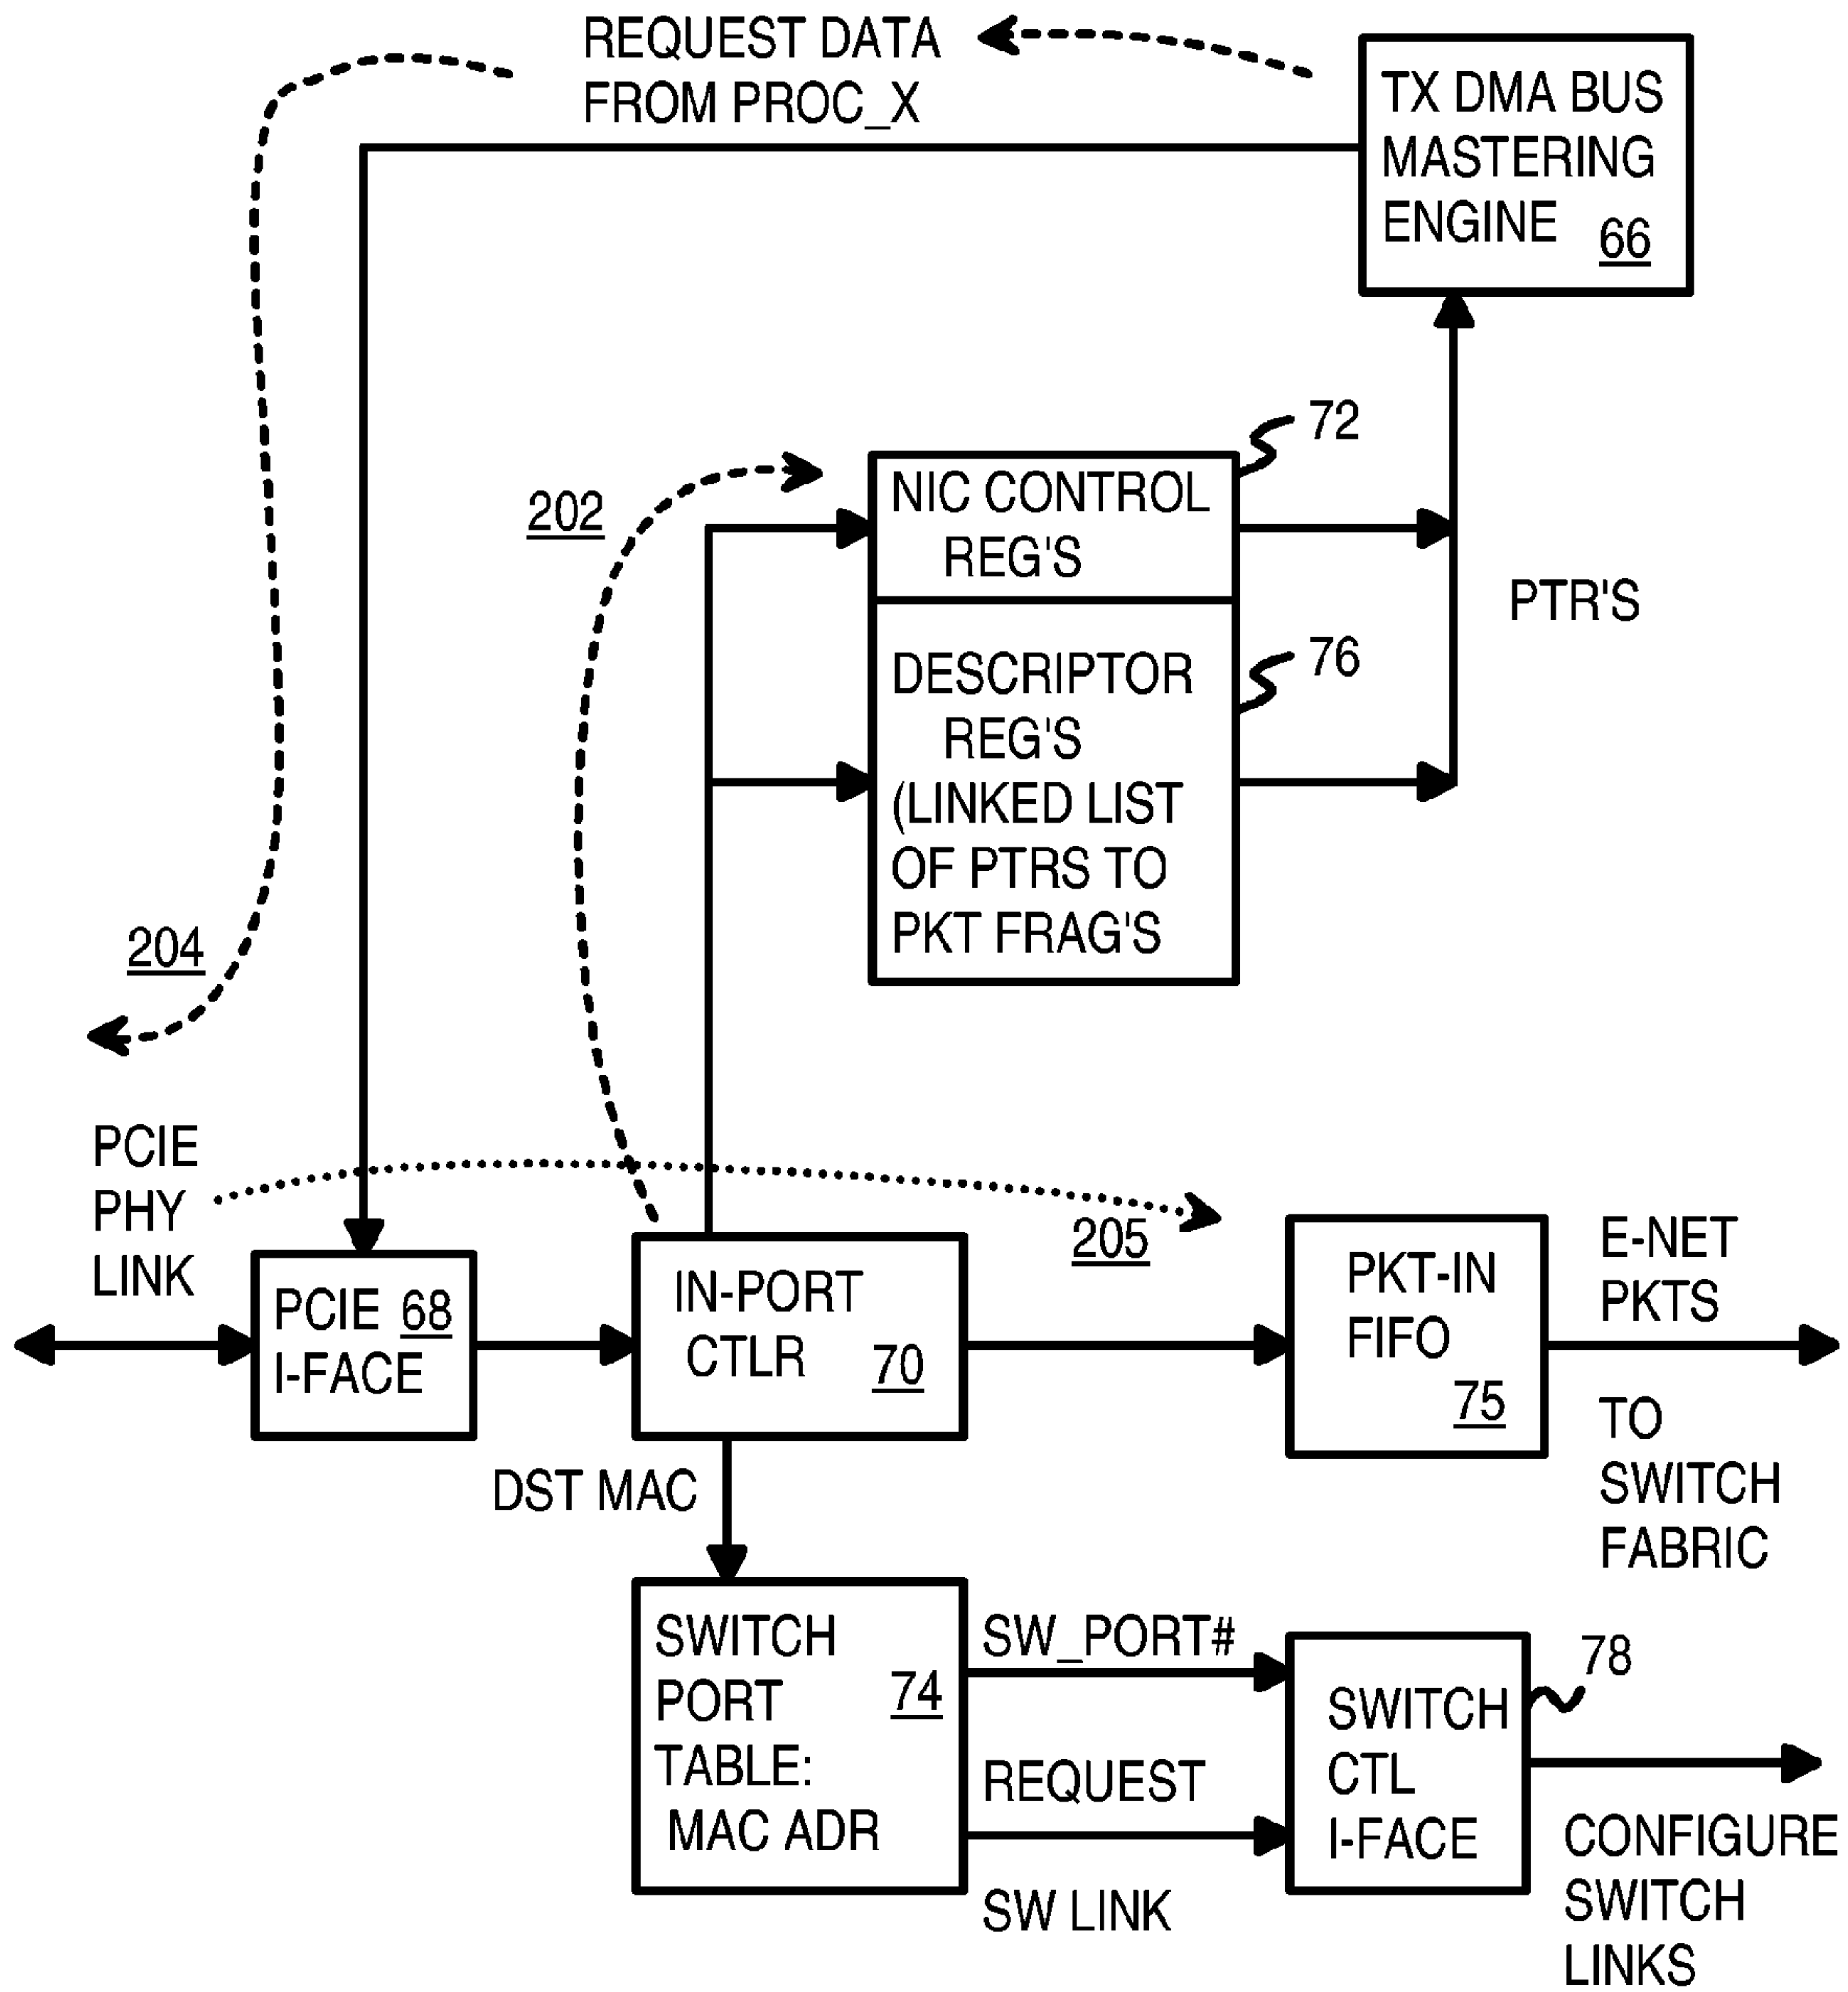 REQUEST DATA
FROM PROC_X
TX DMA BUS
MASTERING
ENGINE 66
72
202
NIC CONTROL
REG'S
PTR'S
76
DESCRIPTOR
REG'S
(LINKED LIST
OF PTRS TO
PKT FRAG'S
204
PCIE
PHY
LINK
205
PCIE 68
I-FACE
IN-PORT
CTLR 70
PKT-IN
FIFO
75
E-NET
PKTS
TO
SWITCH
FABRIC
DST MAC
SWITCH
PORT 74
TABLE:
MAC ADR
SW_PORT#
REQUEST
SW LINK
78
SWITCH
CTL
I-FACE
CONFIGURE
SWITCH
LINKS